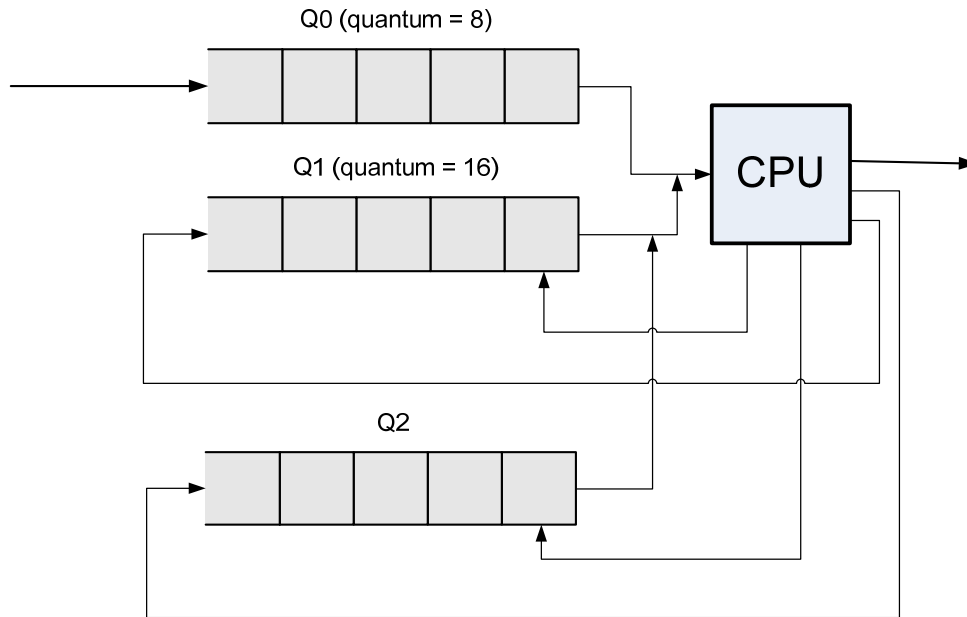 Q0 (quantum = 8)
Q1 (quantum = 16)
CPU
Q2